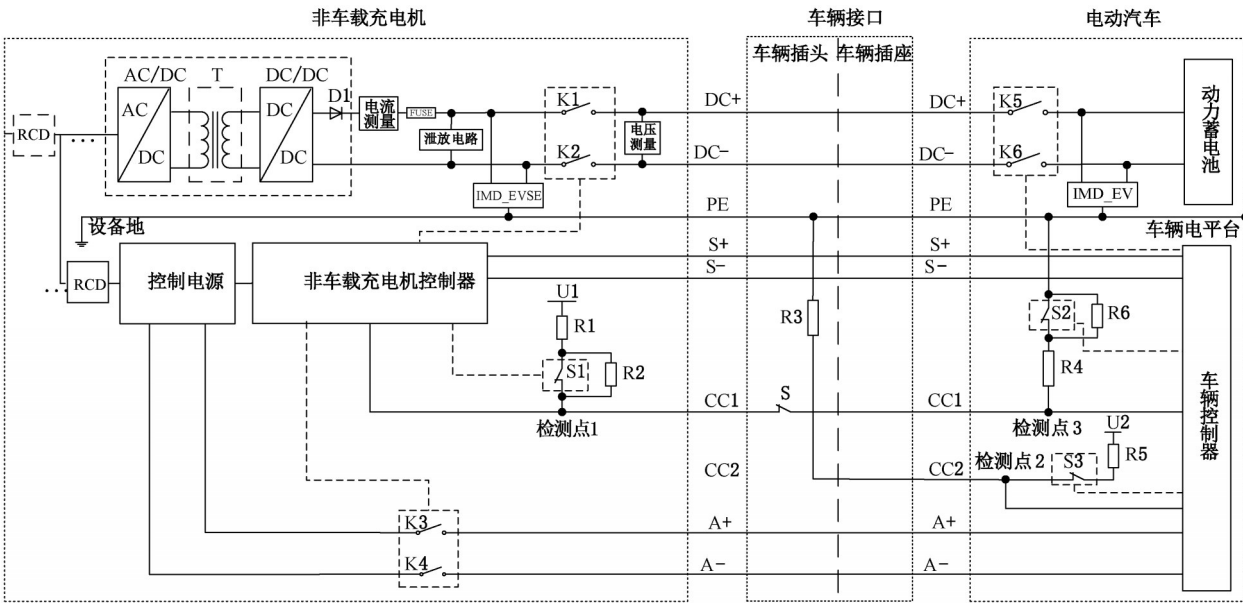 非车载充电机
车辆接口
电动汽车
车辆插头
车辆插座
AC/DC
T
DC/DC
D1
AC
DC
DC
DC
RCD
电流
测量
FUSE
泄放电路
K1
K2
电压
测量
DC+
DC+
DC-
DC-
K5
K6
动力蓄电池
IMD_EVSE
IMD_EV
PE
PE
设备地
车辆电平台
S+
S+
S-
S-
RCD
控制电源
非车载充电机控制器
U1
R1
S1
R2
R3
S2
R6
R4
CC1
S
CC1
检测点1
检测点3
U2
CC2
CC2
检测点2
S3
R5
车辆控制器
K3
A+
A+
K4
A-
A-